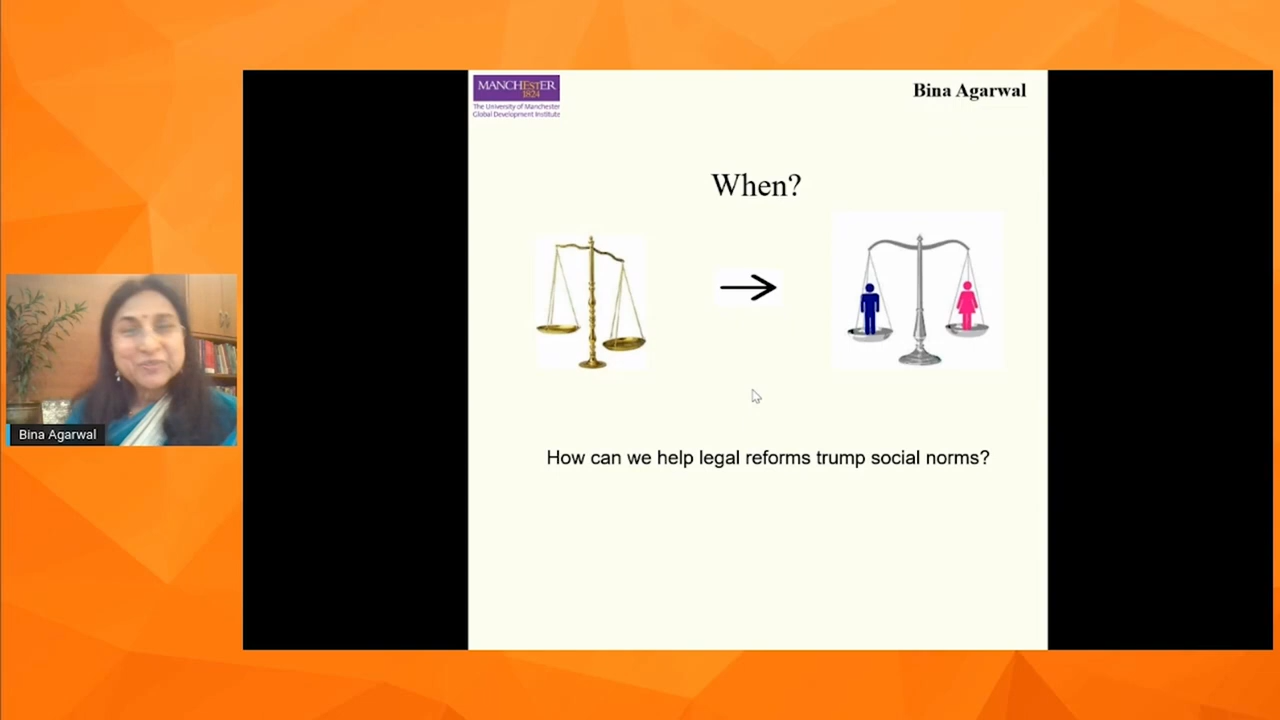 MANCHESTER
1824
The University of Manchester
Global Development Institute
Bina Agarwal
When?
How can we help legal reforms trump social norms?
Bina Agarwal